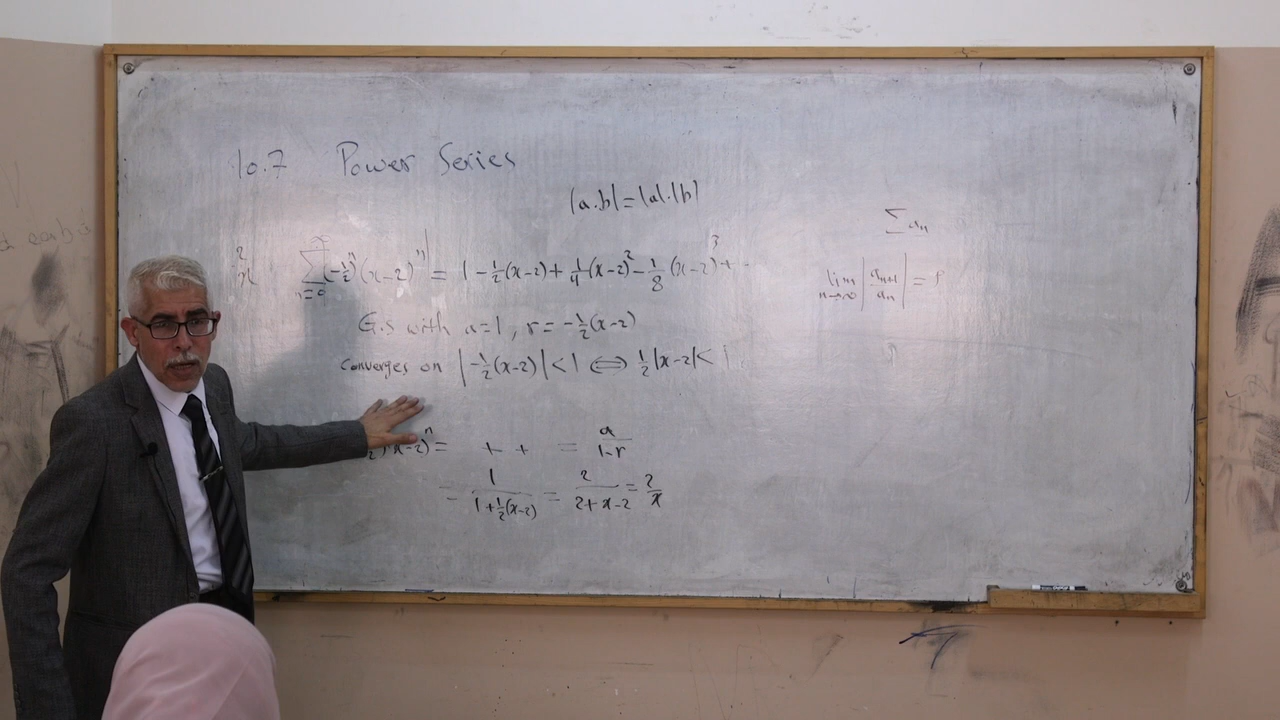 10.7 Power Series
|a.b|=|a|.|b|
∑ aₙ
∑ n=0 ∞ (-1/2)ⁿ (x-2)ⁿ = 1 - 1/2(x-2) + 1/4(x-2)² - 1/8(x-2)³ + -
lim n→∞ |aₙ₊₁/aₙ| = ρ
G.S with a=1, r=-1/2(x-2)
converges on |-1/2(x-2)|<1 ⟺ 1/2|x-2|<1
(x-2)ⁿ = + + = a/1-r
= 1/1+1/2(x-2) = 2/2+x-2 = 2/x